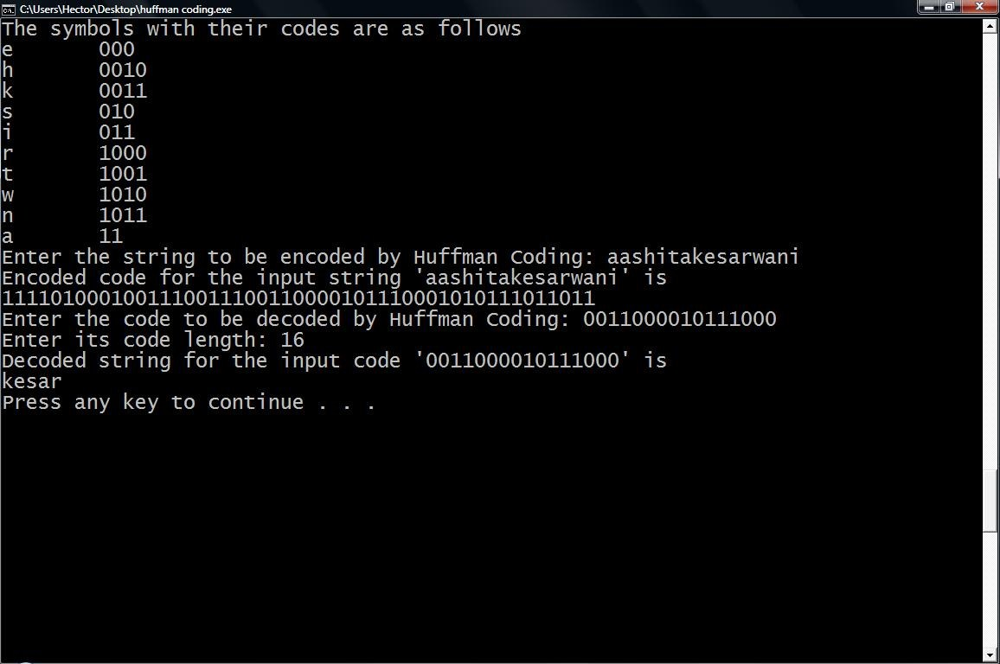 C:\Users\Hector\Desktop\huffman coding.exe
The symbols with their codes are as follows
e 000
h 0010
k 0011
s 010
i 011
r 1000
t 1001
w 1010
n 1011
a 11
Enter the string to be encoded by Huffman Coding: aashitakesarwani
Encoded code for the input string 'aashitakesarwani' is
1111010001001110011100110000101110001010111011011
Enter the code to be decoded by Huffman Coding: 0011000010111000
Enter its code length: 16
Decoded string for the input code '0011000010111000' is
kesar
Press any key to continue . . .